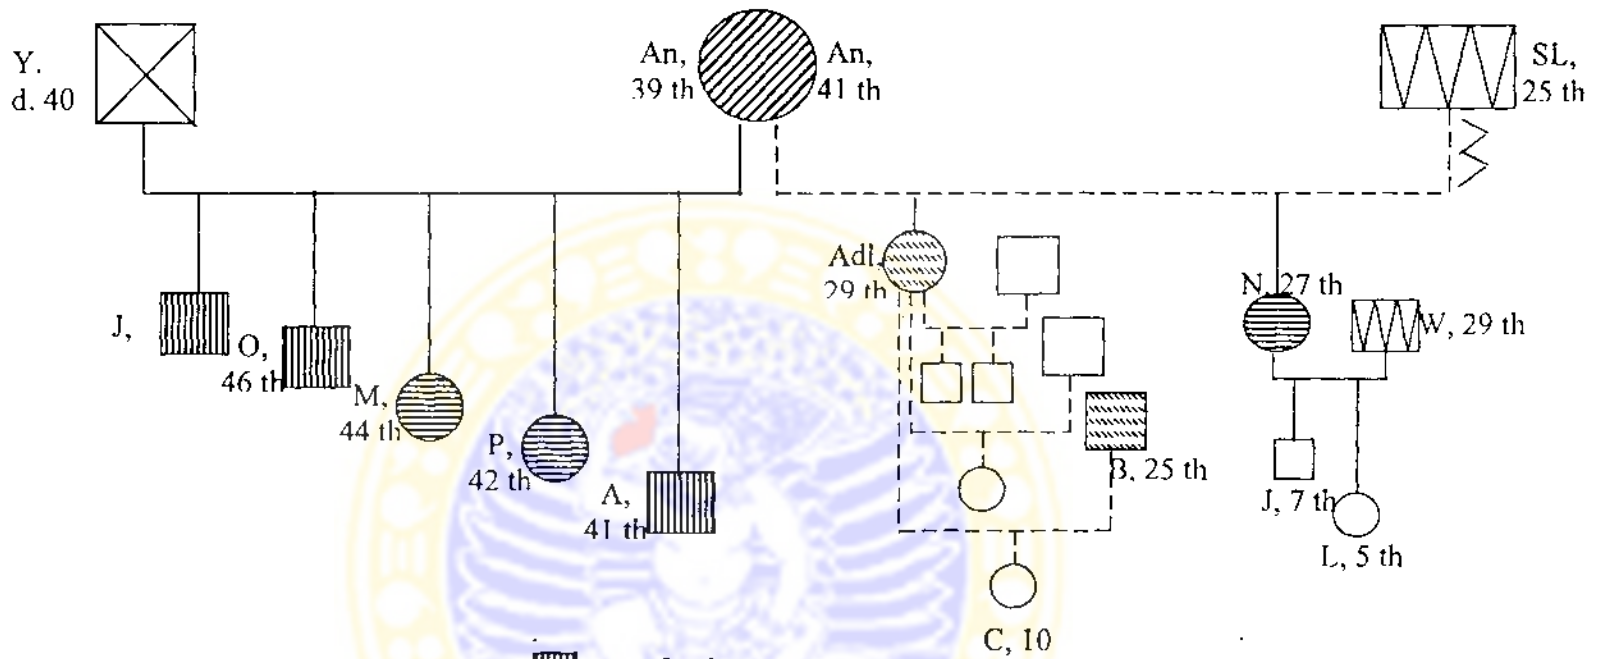 Y.
d. 40
An,
39 th
An,
41 th
SL,
25 th
Adl,
29 th
N, 27 th
W, 29 th
J,
O,
46 th
M,
44 th
P,
42 th
A,
41 th
B, 25 th
J, 7 th
L, 5 th
C, 10